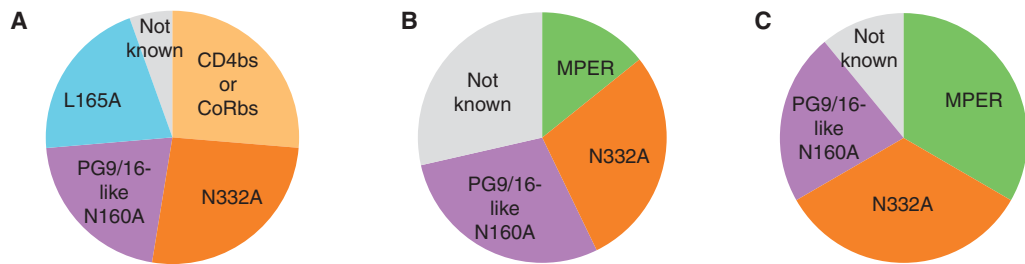 A
Not
known
CD4bs
or
CoRbs
L165A
PG9/16-
like
N160A
N332A
B
Not
known
MPER
N332A
PG9/16-
like
N160A
C
Not
known
MPER
PG9/16-
like
N160A
N332A